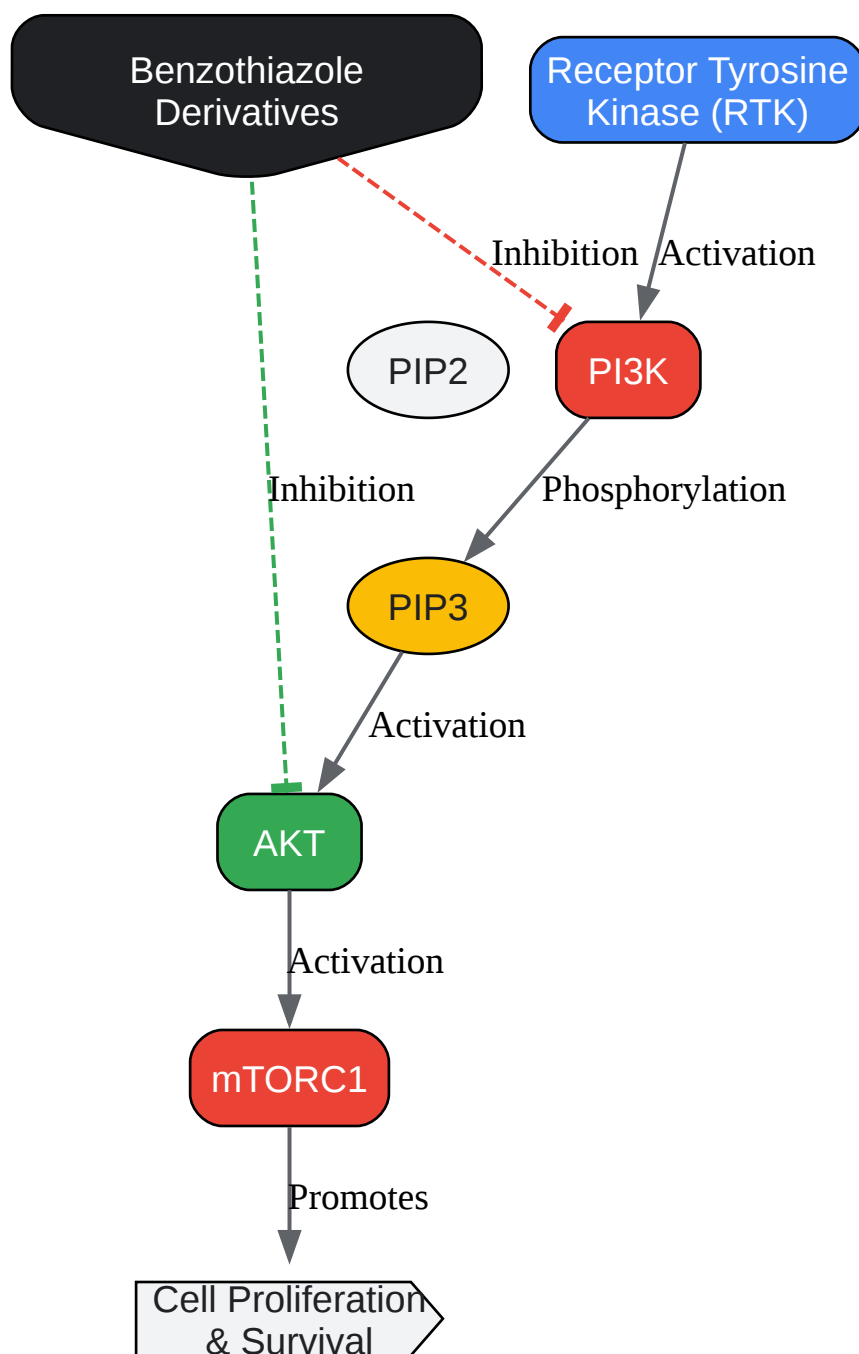 Benzothiazole
Derivatives
Receptor Tyrosine
Kinase (RTK)
Inhibition
Activation
PIP2
PI3K
Inhibition
Phosphorylation
PIP3
Activation
AKT
Activation
mTORC1
Promotes
Cell Proliferation
& Survival